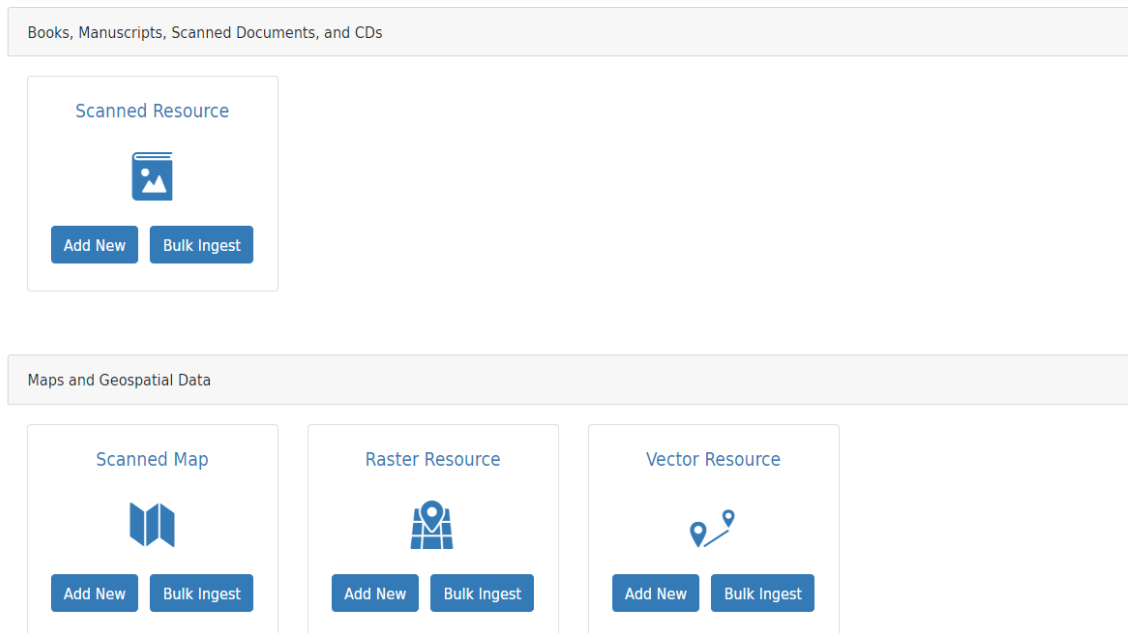 Books, Manuscripts, Scanned Documents, and CDs
Scanned Resource
Add New Bulk Ingest
Maps and Geospatial Data
Scanned Map Raster Resource Vector Resource
Add New Bulk Ingest Add New Bulk Ingest Add New Bulk Ingest